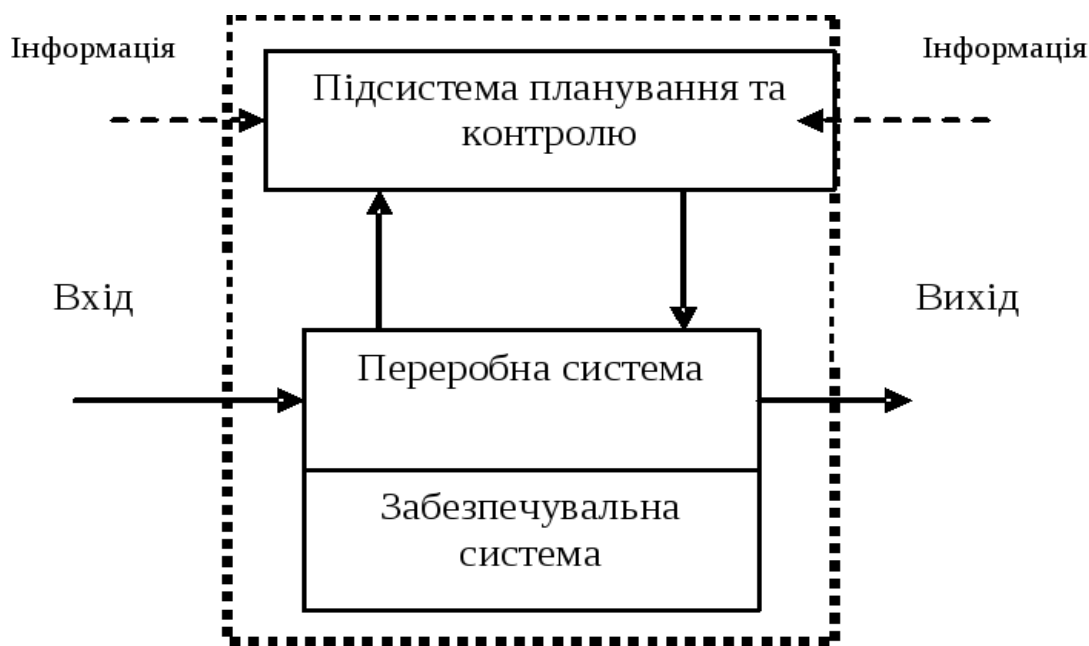 Інформація
Інформація
Підсистема планування та
контролю
Вхід
Вихід
Переробна система
Забезпечувальна
система